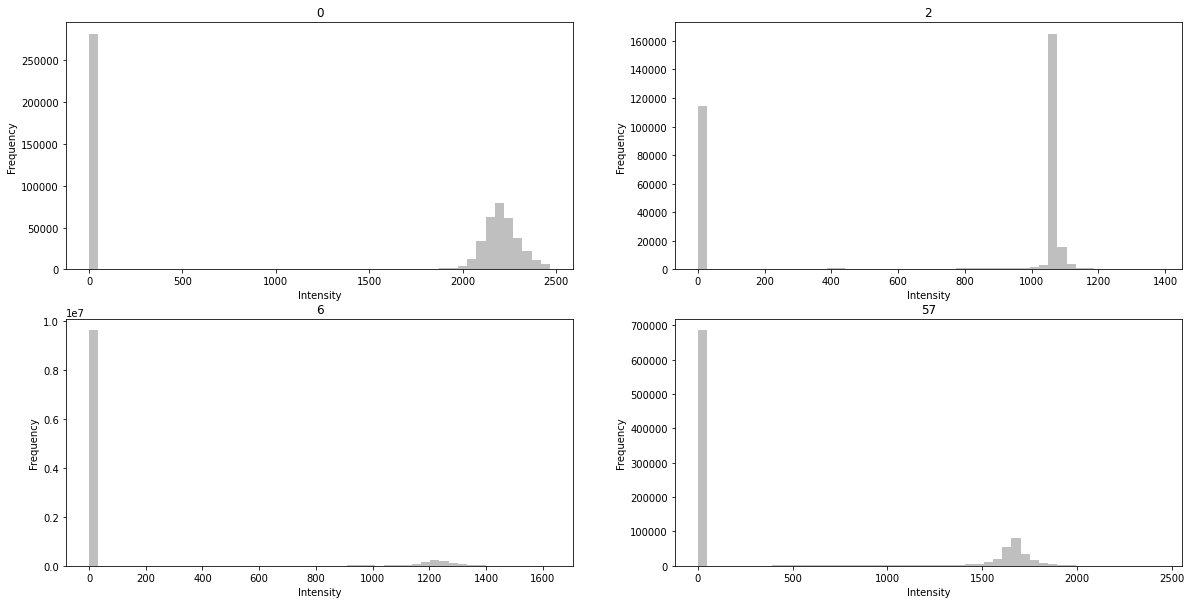 0
250000
200000
150000
100000
50000
0
Frequency
0 500 1000 1500 2000 2500
Intensity
2
160000
140000
120000
100000
80000
60000
40000
20000
0
Frequency
0 200 400 600 800 1000 1200 1400
Intensity
6
1e7
1.0
0.8
0.6
0.4
0.2
0.0
Frequency
0 200 400 600 800 1000 1200 1400 1600
Intensity
57
700000
600000
500000
400000
300000
200000
100000
0
Frequency
0 500 1000 1500 2000 2500
Intensity